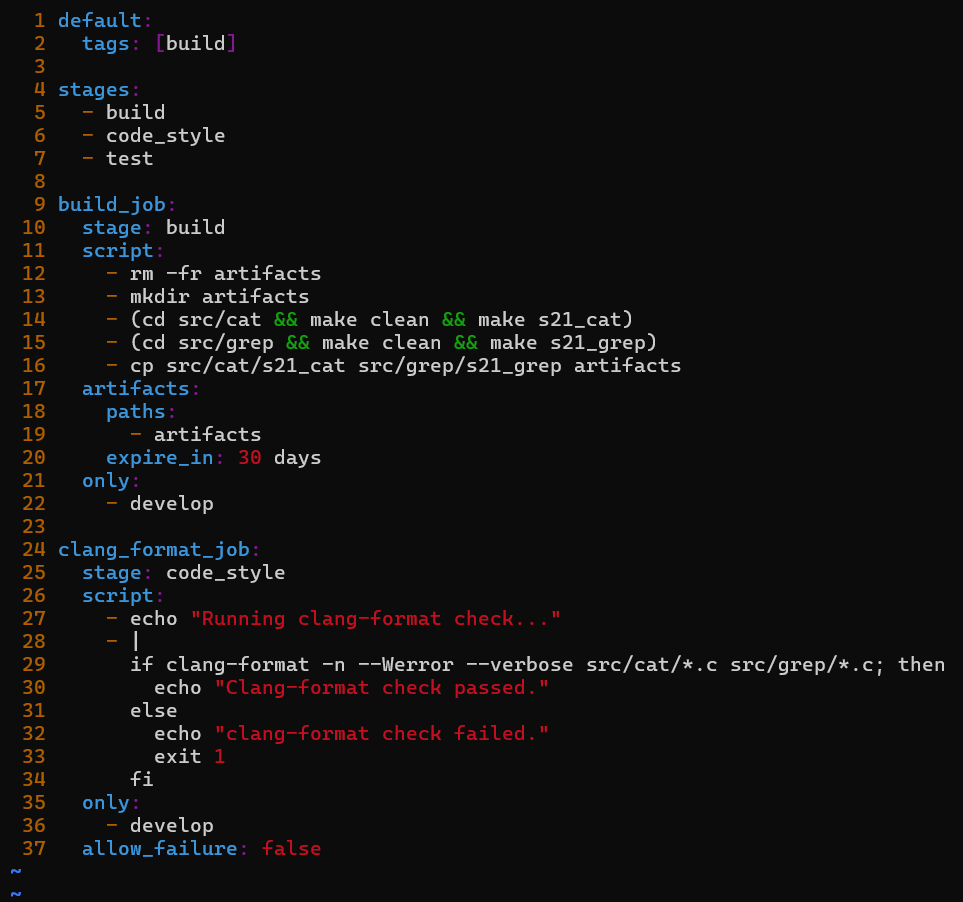 1 default:
2   tags: [build]
3
4 stages:
5   - build
6   - code_style
7   - test
8
9 build_job:
10   stage: build
11   script:
12     - rm -fr artifacts
13     - mkdir artifacts
14     - (cd src/cat && make clean && make s21_cat)
15     - (cd src/grep && make clean && make s21_grep)
16     - cp src/cat/s21_cat src/grep/s21_grep artifacts
17   artifacts:
18     paths:
19       - artifacts
20     expire_in: 30 days
21   only:
22     - develop
23
24 clang_format_job:
25   stage: code_style
26   script:
27     - echo "Running clang-format check..."
28     - |
29       if clang-format -n --Werror --verbose src/cat/*.c src/grep/*.c; then
30         echo "Clang-format check passed."
31       else
32         echo "clang-format check failed."
33         exit 1
34       fi
35   only:
36     - develop
37   allow_failure: false
~
~